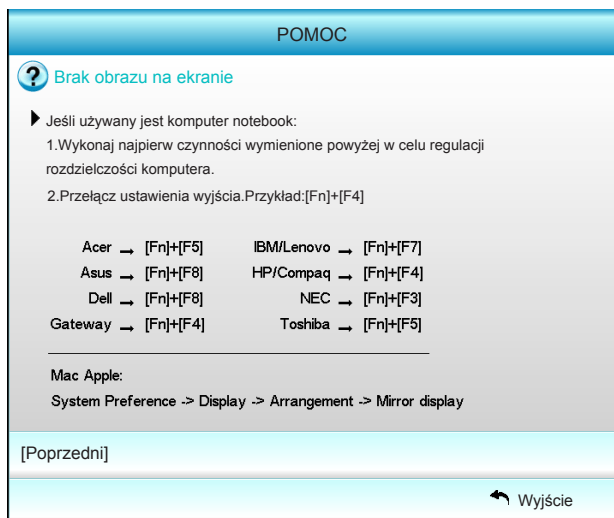 POMOC
? Brak obrazu na ekranie
Jeśli używany jest komputer notebook:
1.Wykonaj najpierw czynności wymienione powyżej w celu regulacji
rozdzielczości komputera.
2.Przełącz ustawienia wyjścia.Przykład:[Fn]+[F4]
Acer → [Fn]+[F5] IBM/Lenovo → [Fn]+[F7]
Asus → [Fn]+[F8] HP/Compaq → [Fn]+[F4]
Dell → [Fn]+[F8] NEC → [Fn]+[F3]
Gateway → [Fn]+[F4] Toshiba → [Fn]+[F5]
Mac Apple:
System Preference -> Display -> Arrangement -> Mirror display
[Poprzedni]
Wyjście